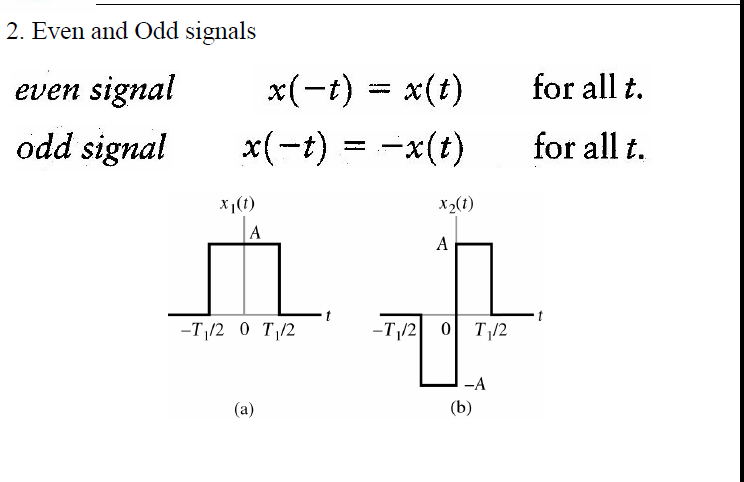 2. Even and Odd signals
even signal x(−t) = x(t) for all t.
odd signal x(−t) = −x(t) for all t.
x₁(t) x₂(t)
A A
t t
−T₁/2 0 T₁/2 −T₁/2 0 T₁/2
−A
(a) (b)